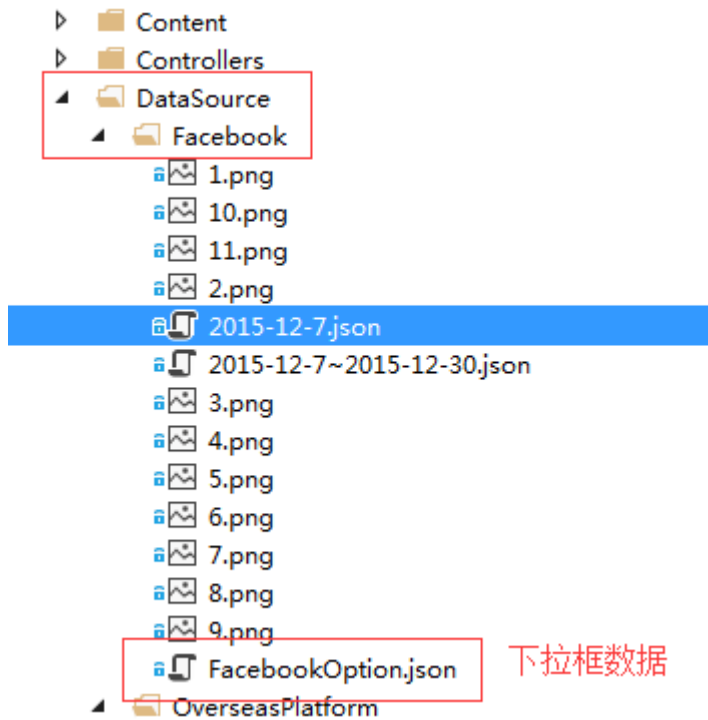 Content
Controllers
DataSource
Facebook
1.png
10.png
11.png
2.png
2015-12-7.json
2015-12-7~2015-12-30.json
3.png
4.png
5.png
6.png
7.png
8.png
9.png
FacebookOption.json 下拉框数据
OverseasPlatform